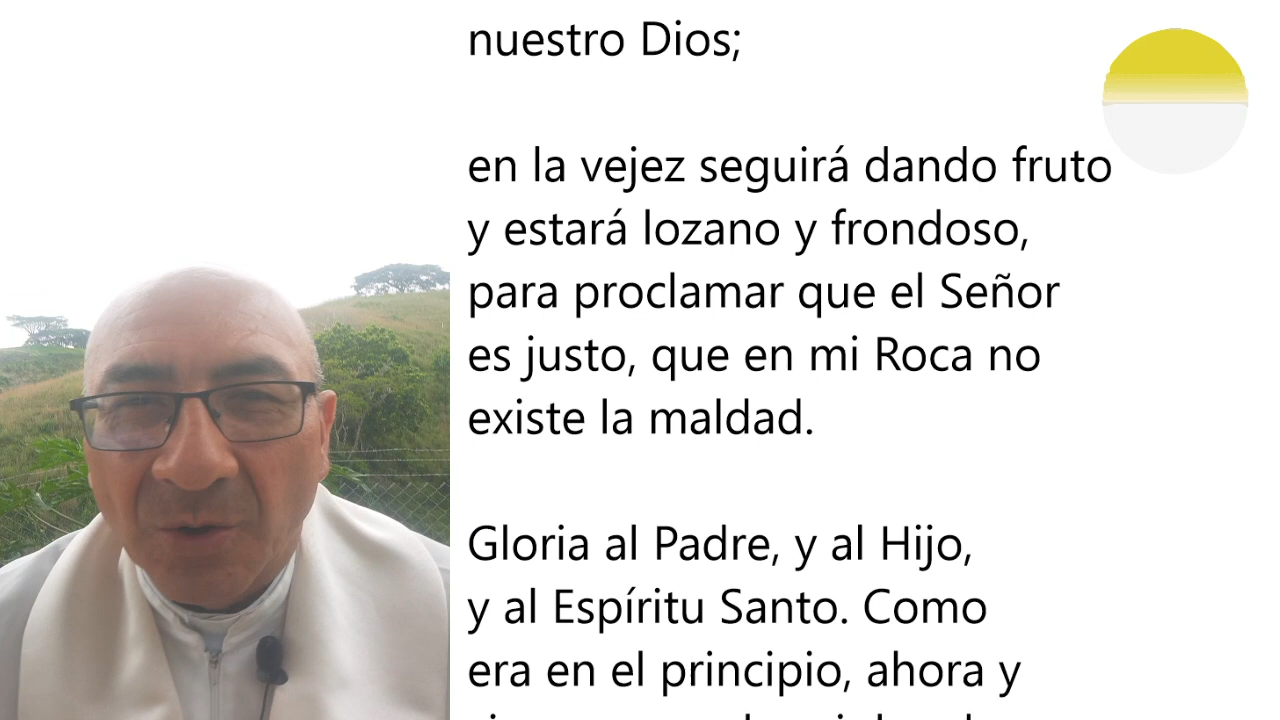 nuestro Dios;
en la vejez seguirá dando fruto
y estará lozano y frondoso,
para proclamar que el Señor
es justo, que en mi Roca no
existe la maldad.
Gloria al Padre, y al Hijo,
y al Espíritu Santo. Como
era en el principio, ahora y